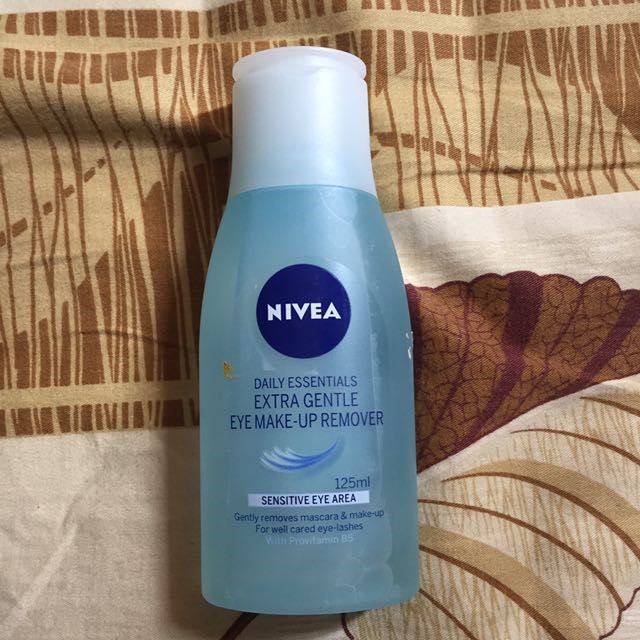 NIVEA
DAILY ESSENTIALS
EXTRA GENTLE
EYE MAKE-UP REMOVER
125ml
SENSITIVE EYE AREA
Gently removes mascara & make-up
For well cared eye-lashes
With Provitamin B5